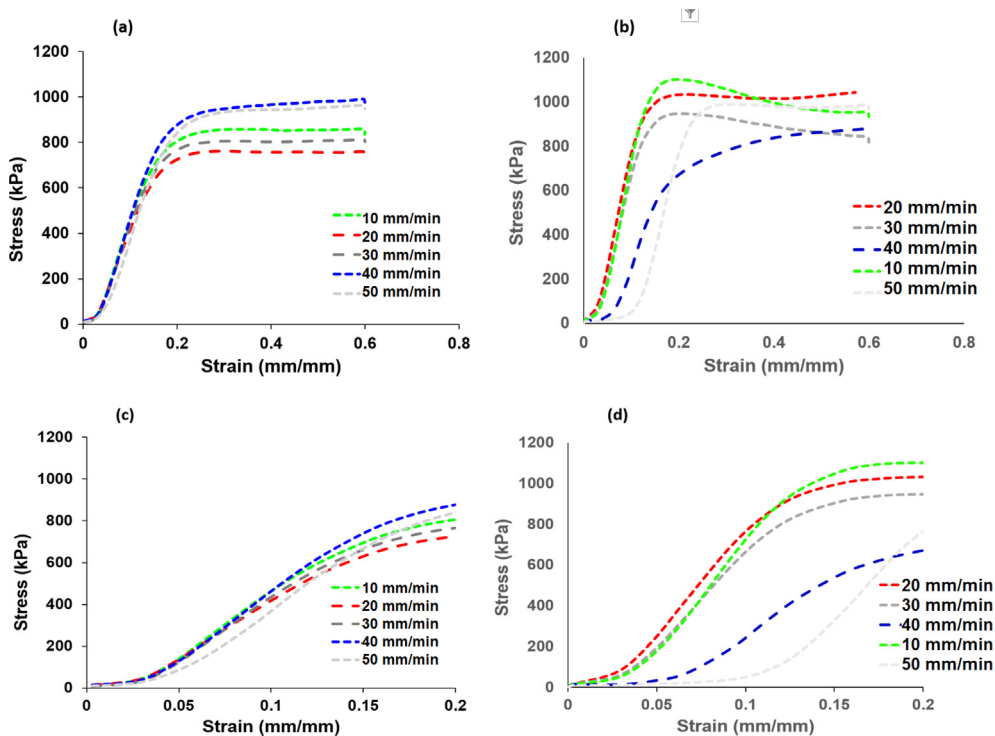 (a)
1200
1000
800
600
400
200
0
Stress (kPa)
10 mm/min
20 mm/min
30 mm/min
40 mm/min
50 mm/min
0
0.2
0.4
0.6
0.8
Strain (mm/mm)
(b)
1200
1000
800
600
400
200
0
Stress (kPa)
20 mm/min
30 mm/min
40 mm/min
10 mm/min
50 mm/min
0
0.2
0.4
0.6
0.8
Strain (mm/mm)
(c)
1200
1000
800
600
400
200
0
Stress (kPa)
10 mm/min
20 mm/min
30 mm/min
40 mm/min
50 mm/min
0
0.05
0.1
0.15
0.2
Strain (mm/mm)
(d)
1200
1000
800
600
400
200
0
Stress (kPa)
20 mm/min
30 mm/min
40 mm/min
10 mm/min
50 mm/min
0
0.05
0.1
0.15
0.2
Strain (mm/mm)